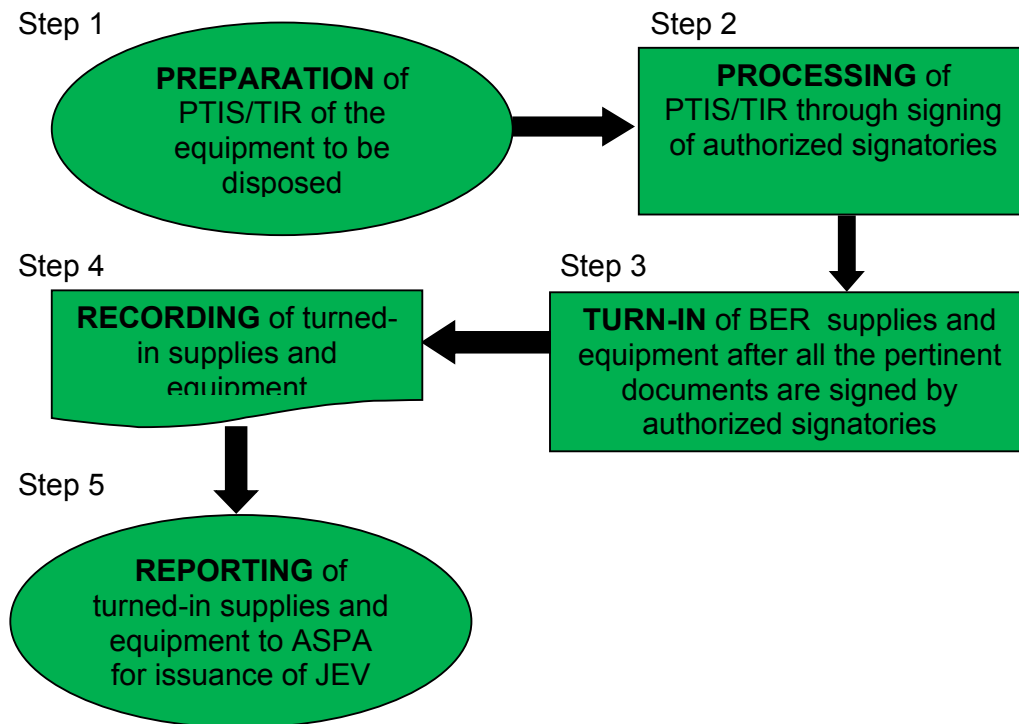 Step 1
PREPARATION of
PTIS/TIR of the
equipment to be
disposed
Step 2
PROCESSING of
PTIS/TIR through signing
of authorized signatories
Step 3
TURN-IN of BER supplies and
equipment after all the pertinent
documents are signed by
authorized signatories
Step 4
RECORDING of turned-
in supplies and
equipment
Step 5
REPORTING of
turned-in supplies and
equipment to ASPA
for issuance of JEV